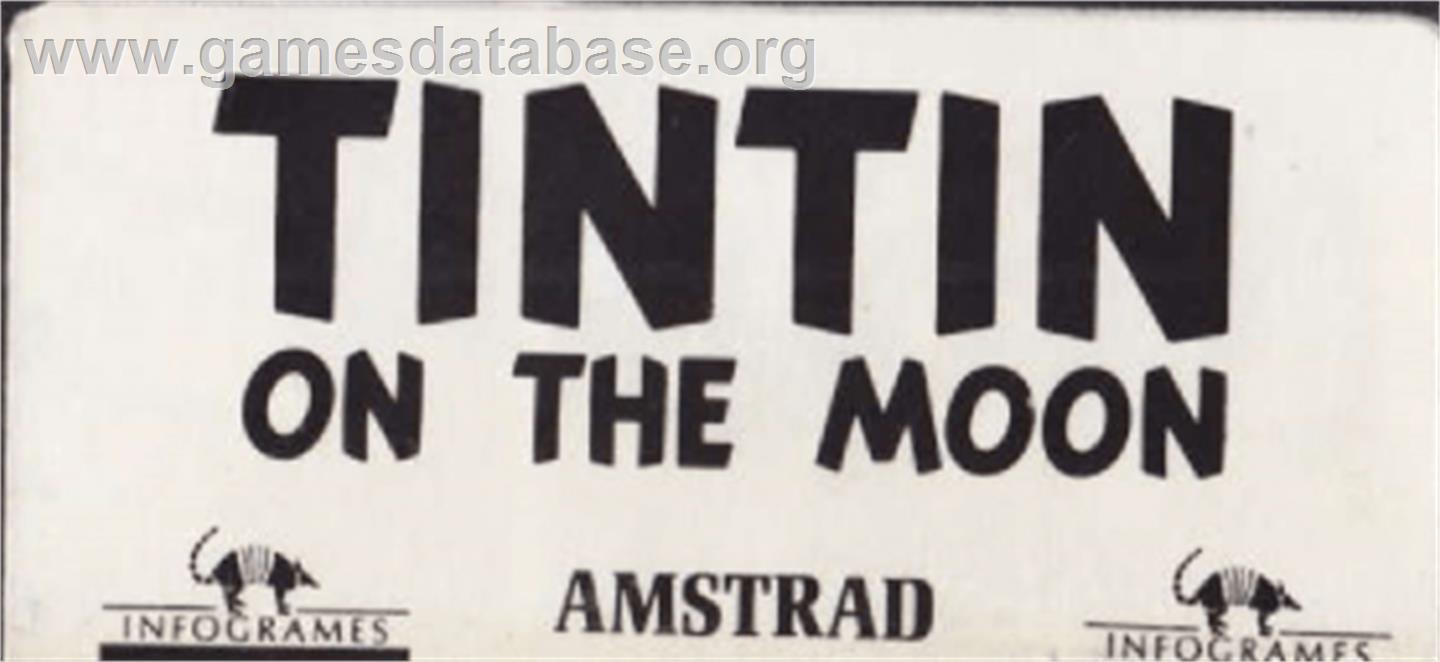 www.gamesdatabase.org
TINTIN
ON THE MOON
AMSTRAD
INFOGRAMES
INFOGRAMES